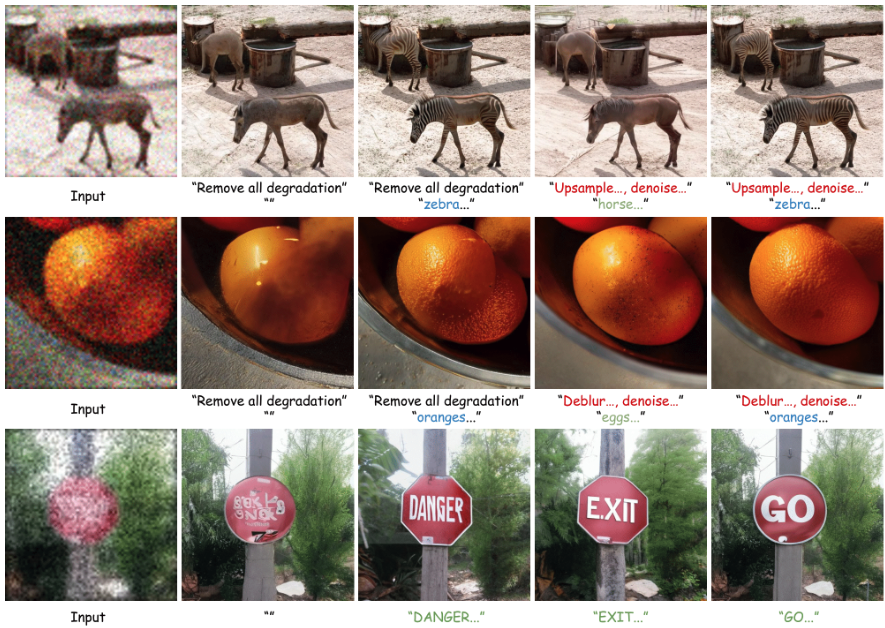 Input
"Remove all degradation"
""
"Remove all degradation"
"zebra..."
"Upsample..., denoise..."
"horse..."
"Upsample..., denoise..."
"zebra..."
Input
"Remove all degradation"
""
"Remove all degradation"
"oranges..."
"Deblur..., denoise..."
"eggs..."
"Deblur..., denoise..."
"oranges..."
DANGER
EXIT
GO
Input
""
"DANGER..."
"EXIT..."
"GO..."